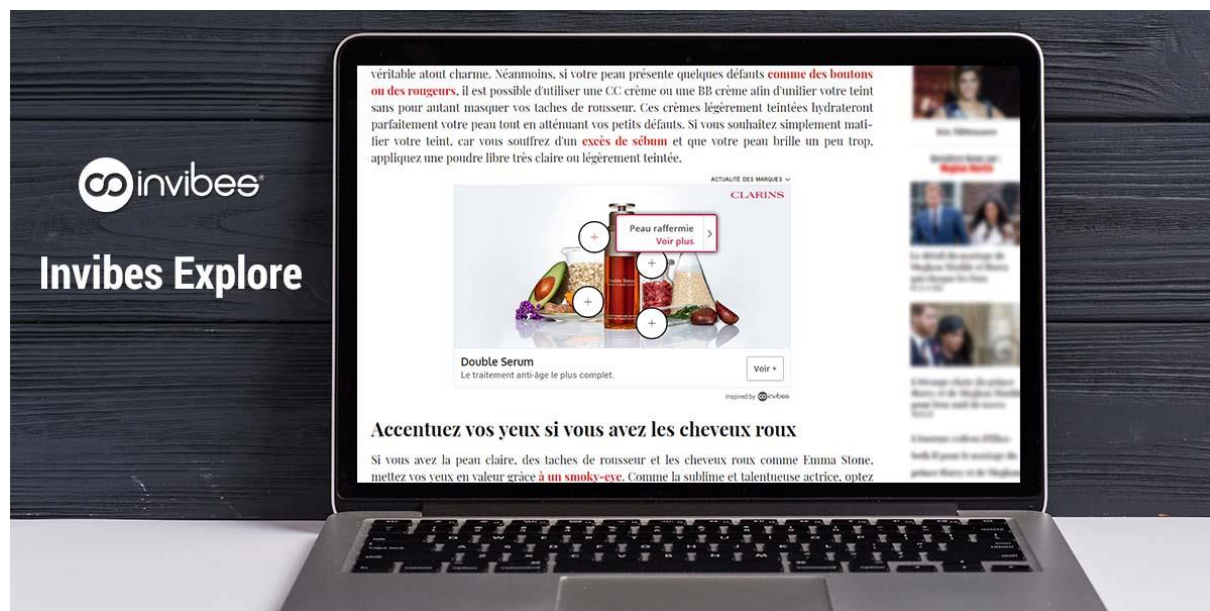 invibes
Invibes Explore
véritable atout charme. Néanmoins, si votre peau présente quelques défauts comme des boutons
ou des rougeurs, il est possible d'utiliser une CC crème ou une BB crème afin d'unifier votre teint
sans pour autant masquer vos taches de rousseur. Ces crèmes légèrement teintées hydrateront
parfaitement votre peau tout en atténuant vos petits défauts. Si vous souhaitez simplement mati-
fier votre teint, car vous souffrez d'un excès de sébum et que votre peau brille un peu trop,
appliquez une poudre libre très claire ou légèrement teintée.
ACTUALITÉ DES MARQUES
CLARINS
Peau raffermie
Voir plus
Double Serum
Double Serum
Le traitement anti-âge le plus complet.
Voir +
Inspired by invibes
Accentuez vos yeux si vous avez les cheveux roux
Si vous avez la peau claire, des taches de rousseur et les cheveux roux comme Emma Stone,
mettez vos yeux en valeur grâce à un smoky-eye. Comme la sublime et talentueuse actrice, optez